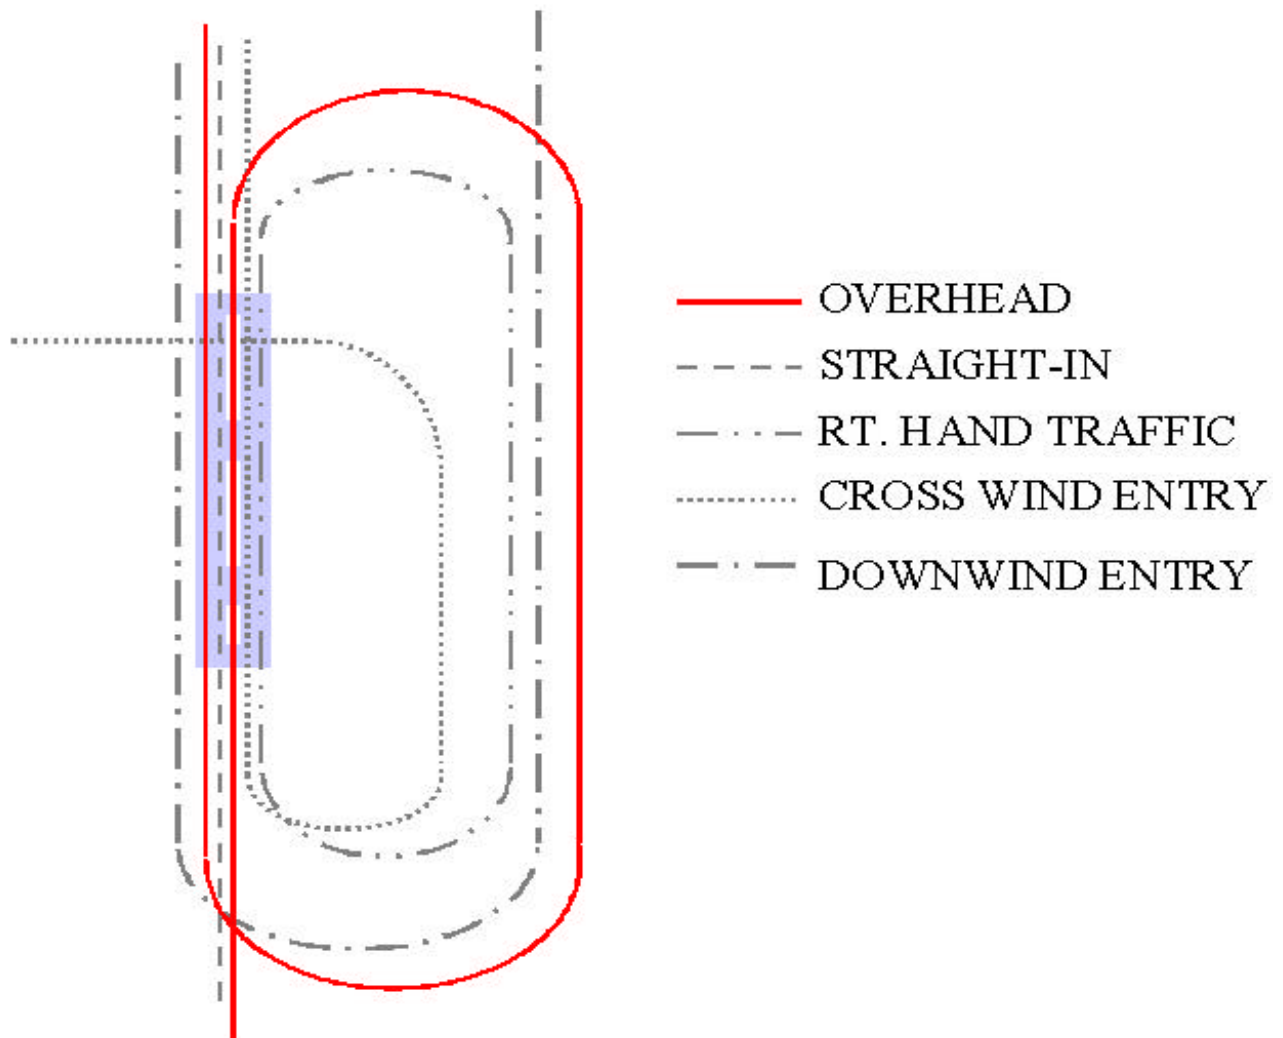 OVERHEAD
STRAIGHT-IN
RT. HAND TRAFFIC
CROSS WIND ENTRY
DOWNWIND ENTRY